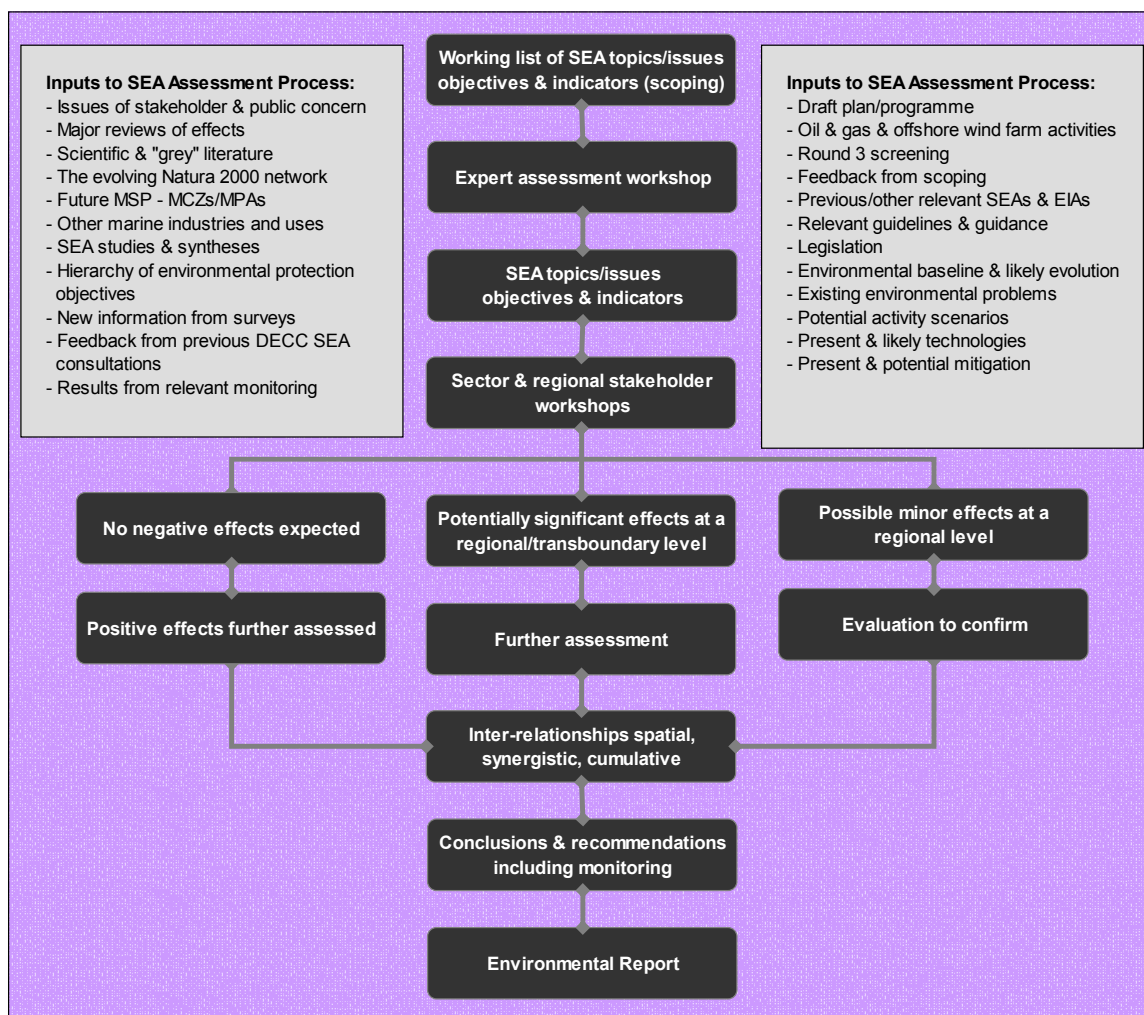 Working list of SEA topics/issues
objectives & indicators (scoping)
Inputs to SEA Assessment Process:
- Issues of stakeholder & public concern
- Major reviews of effects
- Scientific & "grey" literature
- The evolving Natura 2000 network
- Future MSP - MCZs/MPAs
- Other marine industries and uses
- SEA studies & syntheses
- Hierarchy of environmental protection
objectives
- New information from surveys
- Feedback from previous DECC SEA
consultations
- Results from relevant monitoring
Inputs to SEA Assessment Process:
- Draft plan/programme
- Oil & gas & offshore wind farm activities
- Round 3 screening
- Feedback from scoping
- Previous/other relevant SEAs & EIAs
- Relevant guidelines & guidance
- Legislation
- Environmental baseline & likely evolution
- Existing environmental problems
- Potential activity scenarios
- Present & likely technologies
- Present & potential mitigation
Expert assessment workshop
SEA topics/issues
objectives & indicators
Sector & regional stakeholder
workshops
No negative effects expected
Potentially significant effects at a
regional/transboundary level
Possible minor effects at a
regional level
Positive effects further assessed
Further assessment
Evaluation to confirm
Inter-relationships spatial,
synergistic, cumulative
Conclusions & recommendations
including monitoring
Environmental Report